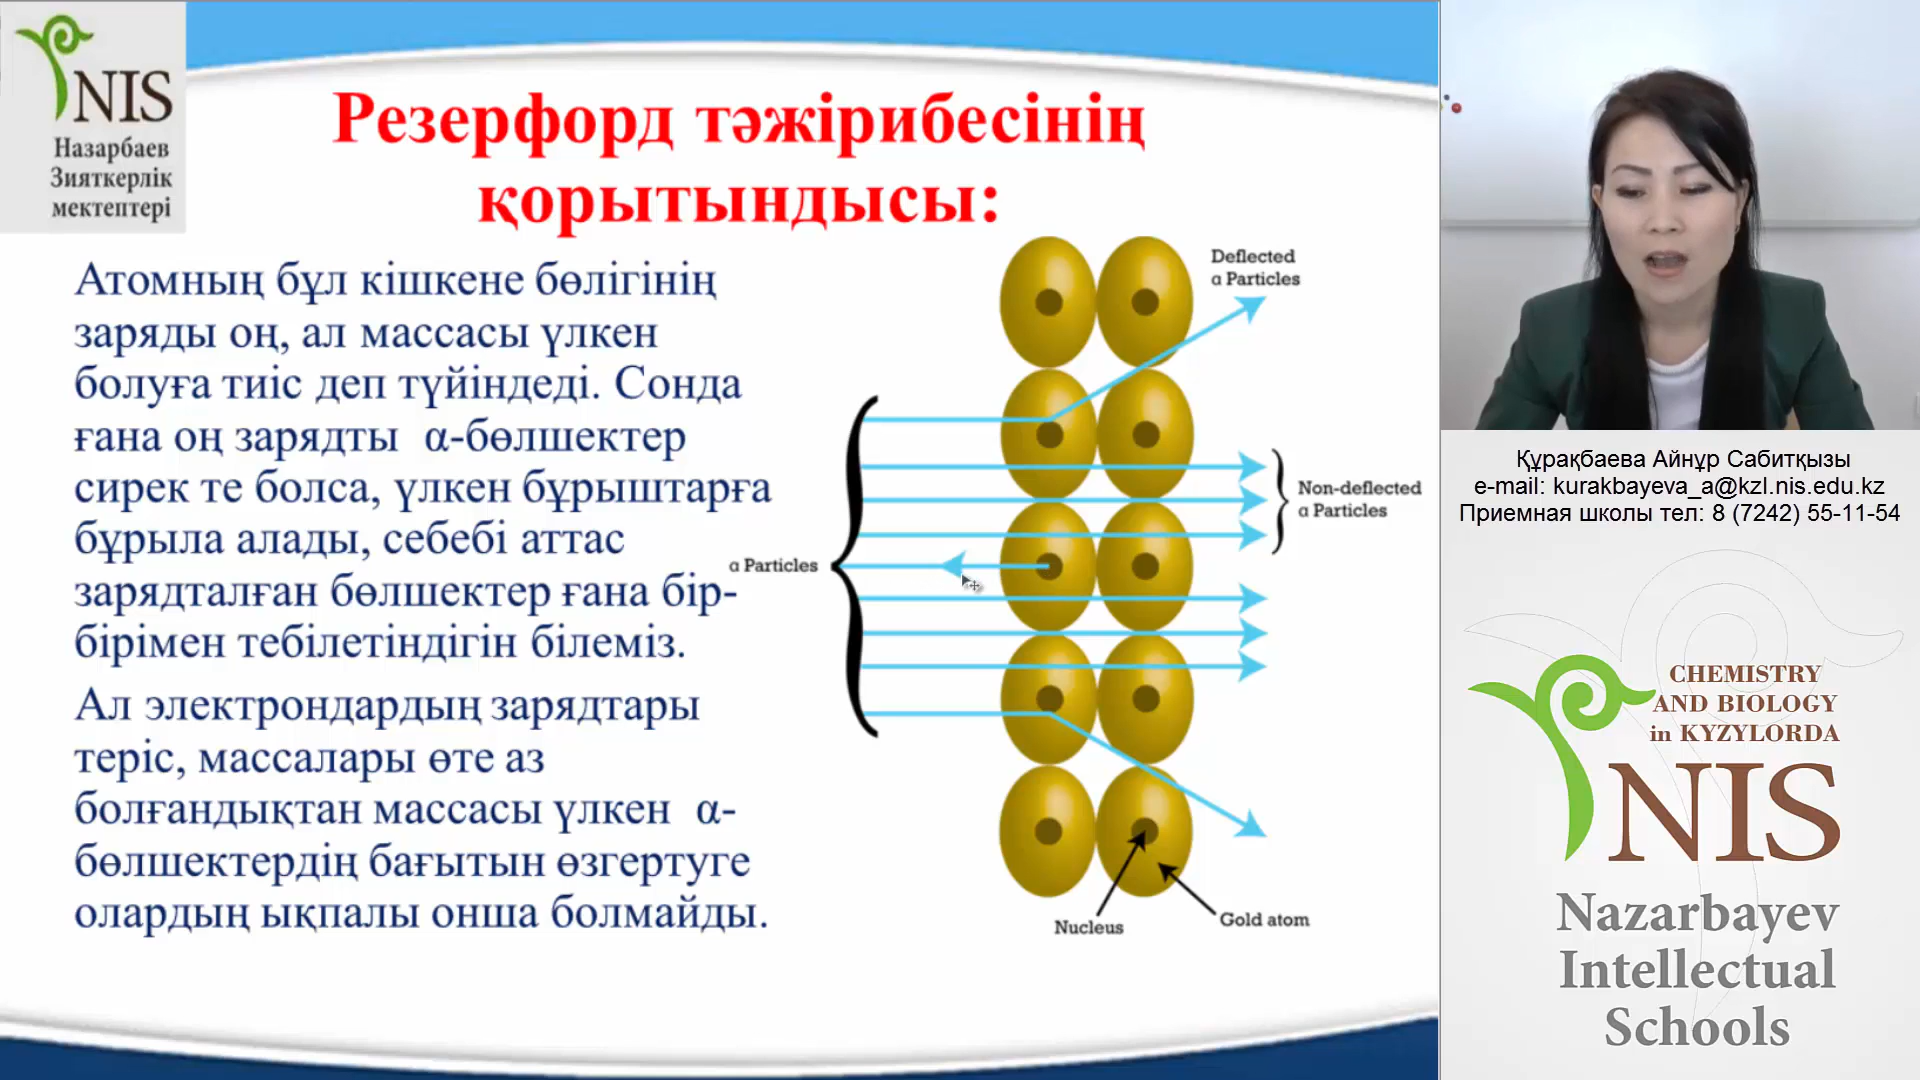 NIS
Назарбаев
Зияткерлік
мектептері
Резерфорд тәжірибесінің
қорытындысы:
Атомның бұл кішкене бөлігінің
заряды оң, ал массасы үлкен
болуға тиіс деп түйіндеді. Сонда
ғана оң зарядты α-бөлшектер
сирек те болса, үлкен бұрыштарға
бұрыла алады, себебі аттас
зарядталған бөлшектер ғана бір-
бірімен тебілетіндігін білеміз.
Ал электрондардың зарядтары
теріс, массалары өте аз
болғандықтан массасы үлкен α-
бөлшектердің бағытын өзгертуге
олардың ықпалы онша болмайды.
Deflected
α Particles
Non-deflected
α Particles
α Particles
Nucleus
Gold atom
Құрақбаева Айнұр Сабитқызы
e-mail: kurakbayeva_a@kzl.nis.edu.kz
Приемная школы тел: 8 (7242) 55-11-54
CHEMISTRY
AND BIOLOGY
in KYZYLORDA
NIS
Nazarbayev
Intellectual
Schools